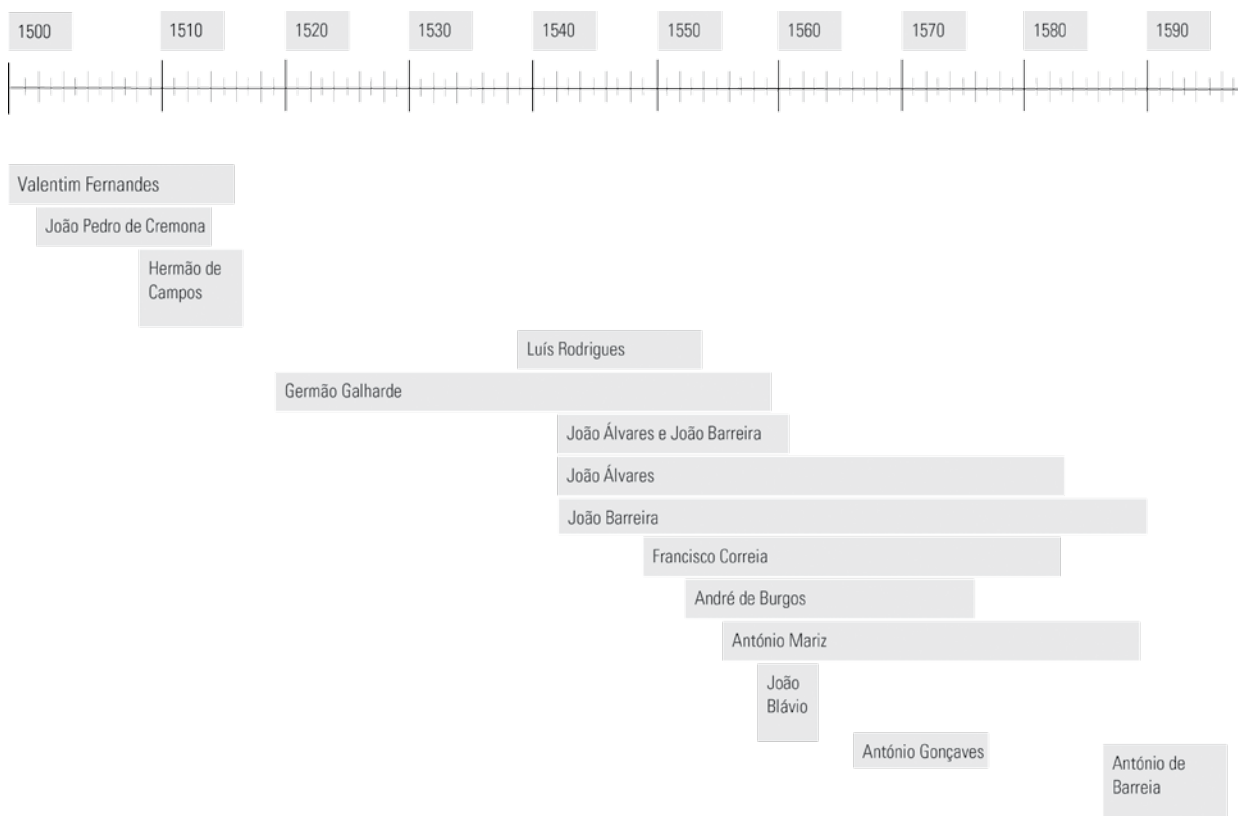 1500 1510 1520 1530 1540 1550 1560 1570 1580 1590
Valentim Fernandes
João Pedro de Cremona
Hermão de
Campos
Luís Rodrigues
Germão Galharde
João Álvares e João Barreira
João Álvares
João Barreira
Francisco Correia
André de Burgos
António Mariz
João
Blávio
António Gonçaves
António de
Barreia